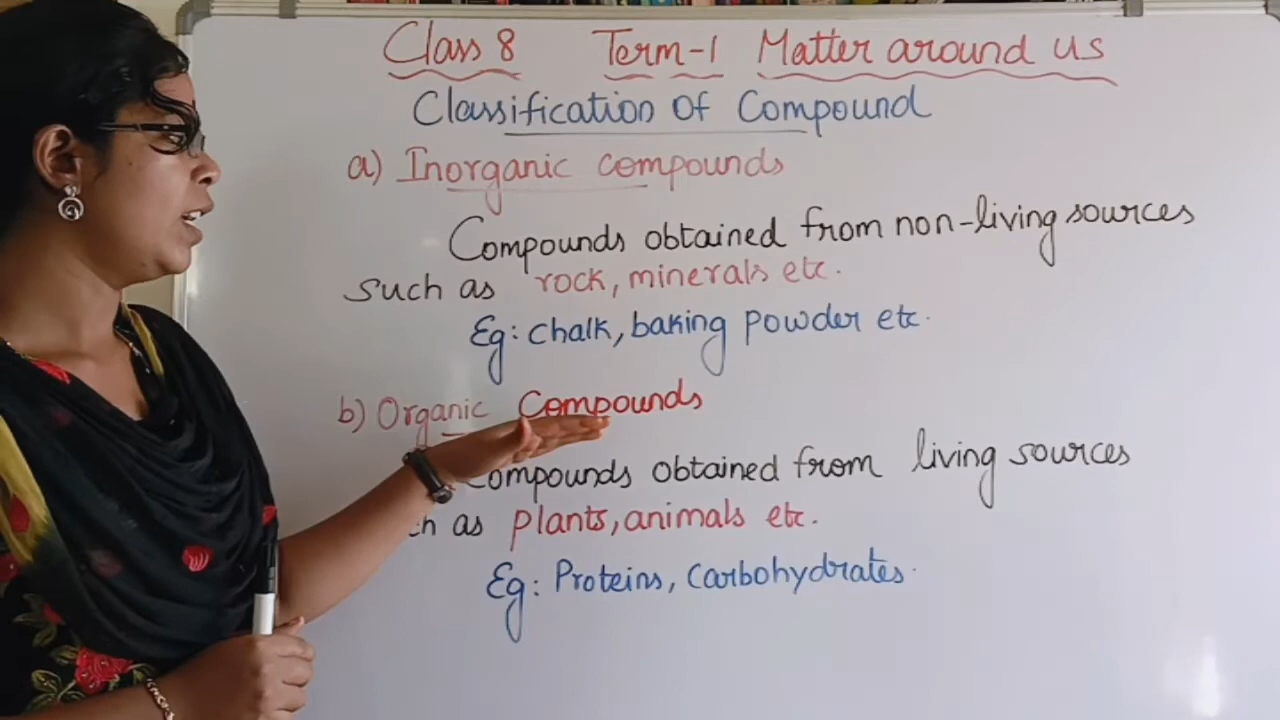 Class 8 Term-1 Matter around us
Classification Of Compound
a) Inorganic compounds
Compounds obtained from non-living sources
such as rock, minerals etc.
Eg: chalk, baking powder etc.
b) Organic Compounds
Compounds obtained from living sources
as plants, animals etc.
Eg: Proteins, Carbohydrates.